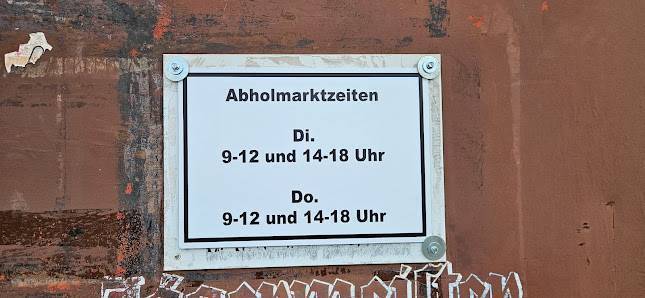 Abholmarktzeiten
Di.
9-12 und 14-18 Uhr
Do.
9-12 und 14-18 Uhr